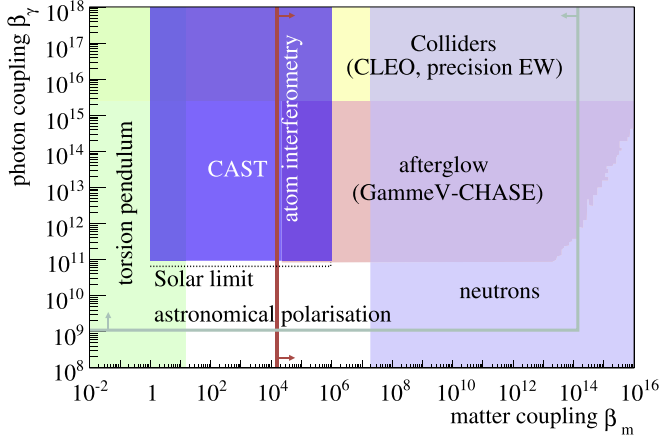 photon coupling βγ
10^18
10^17
10^16
10^15
10^14
10^13
10^12
10^11
10^10
10^9
10^8
Colliders
(CLEO, precision EW)
torsion pendulum
CAST
atom interferometry
afterglow
(GammeV-CHASE)
Solar limit
neutrons
astronomical polarisation
10^-2 1 10^2 10^4 10^6 10^8 10^10 10^12 10^14 10^16
matter coupling βm